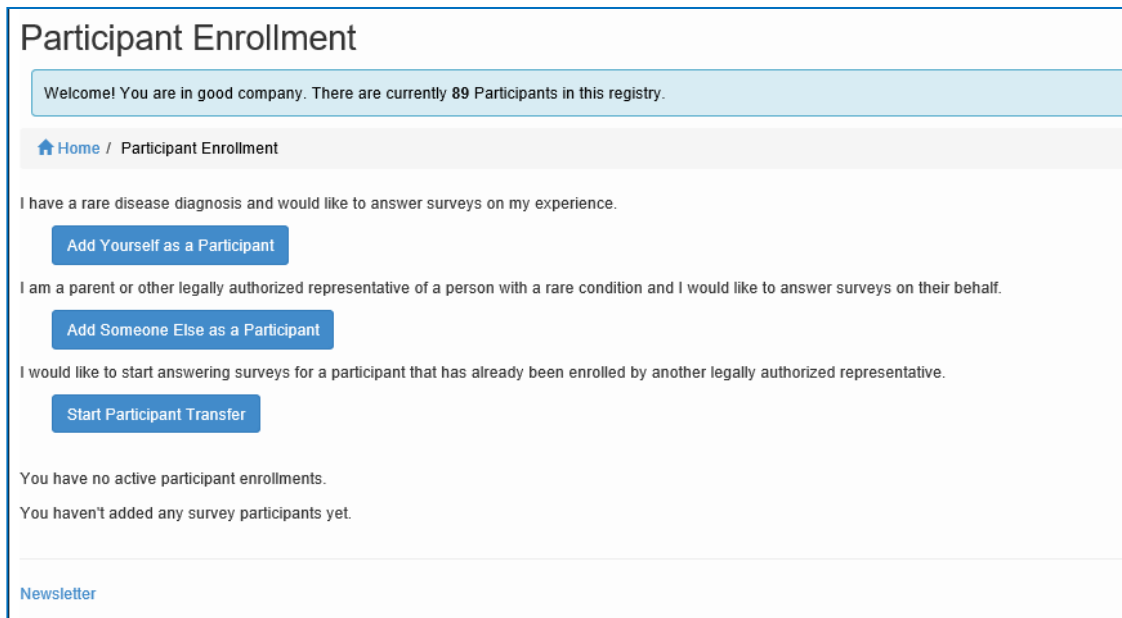 Participant Enrollment
Welcome! You are in good company. There are currently 89 Participants in this registry.
Home / Participant Enrollment
I have a rare disease diagnosis and would like to answer surveys on my experience.
Add Yourself as a Participant
I am a parent or other legally authorized representative of a person with a rare condition and I would like to answer surveys on their behalf.
Add Someone Else as a Participant
I would like to start answering surveys for a participant that has already been enrolled by another legally authorized representative.
Start Participant Transfer
You have no active participant enrollments.
You haven't added any survey participants yet.
Newsletter